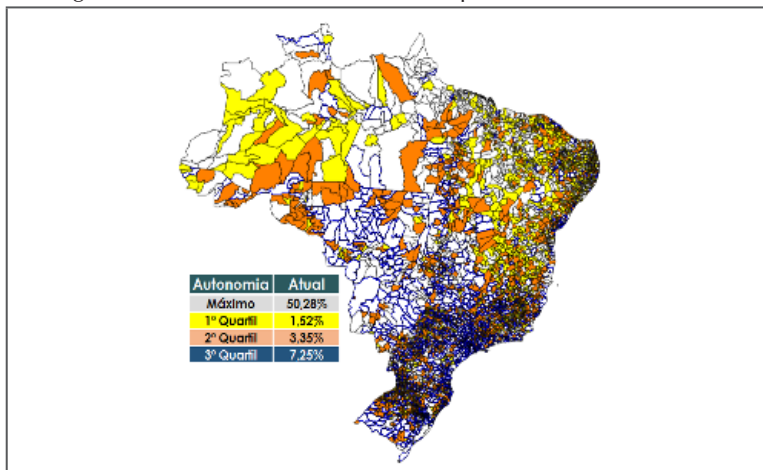 Autonomia Atual
Máximo 50,28%
1º Quartil 1,52%
2º Quartil 3,35%
3º Quartil 7,25%